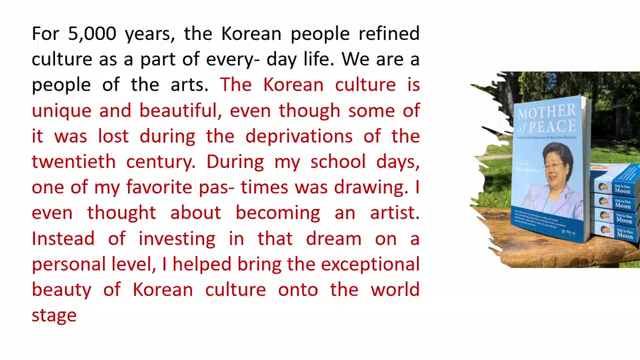 For 5,000 years, the Korean people refined
culture as a part of every- day life. We are a
people of the arts. The Korean culture is
unique and beautiful, even though some of
it was lost during the deprivations of the
twentieth century. During my school days,
one of my favorite pas- times was drawing. I
even thought about becoming an artist.
Instead of investing in that dream on a
personal level, I helped bring the exceptional
beauty of Korean culture onto the world
stage
MOTHER
of PEACE
Moon
Moon
Moon
Moon